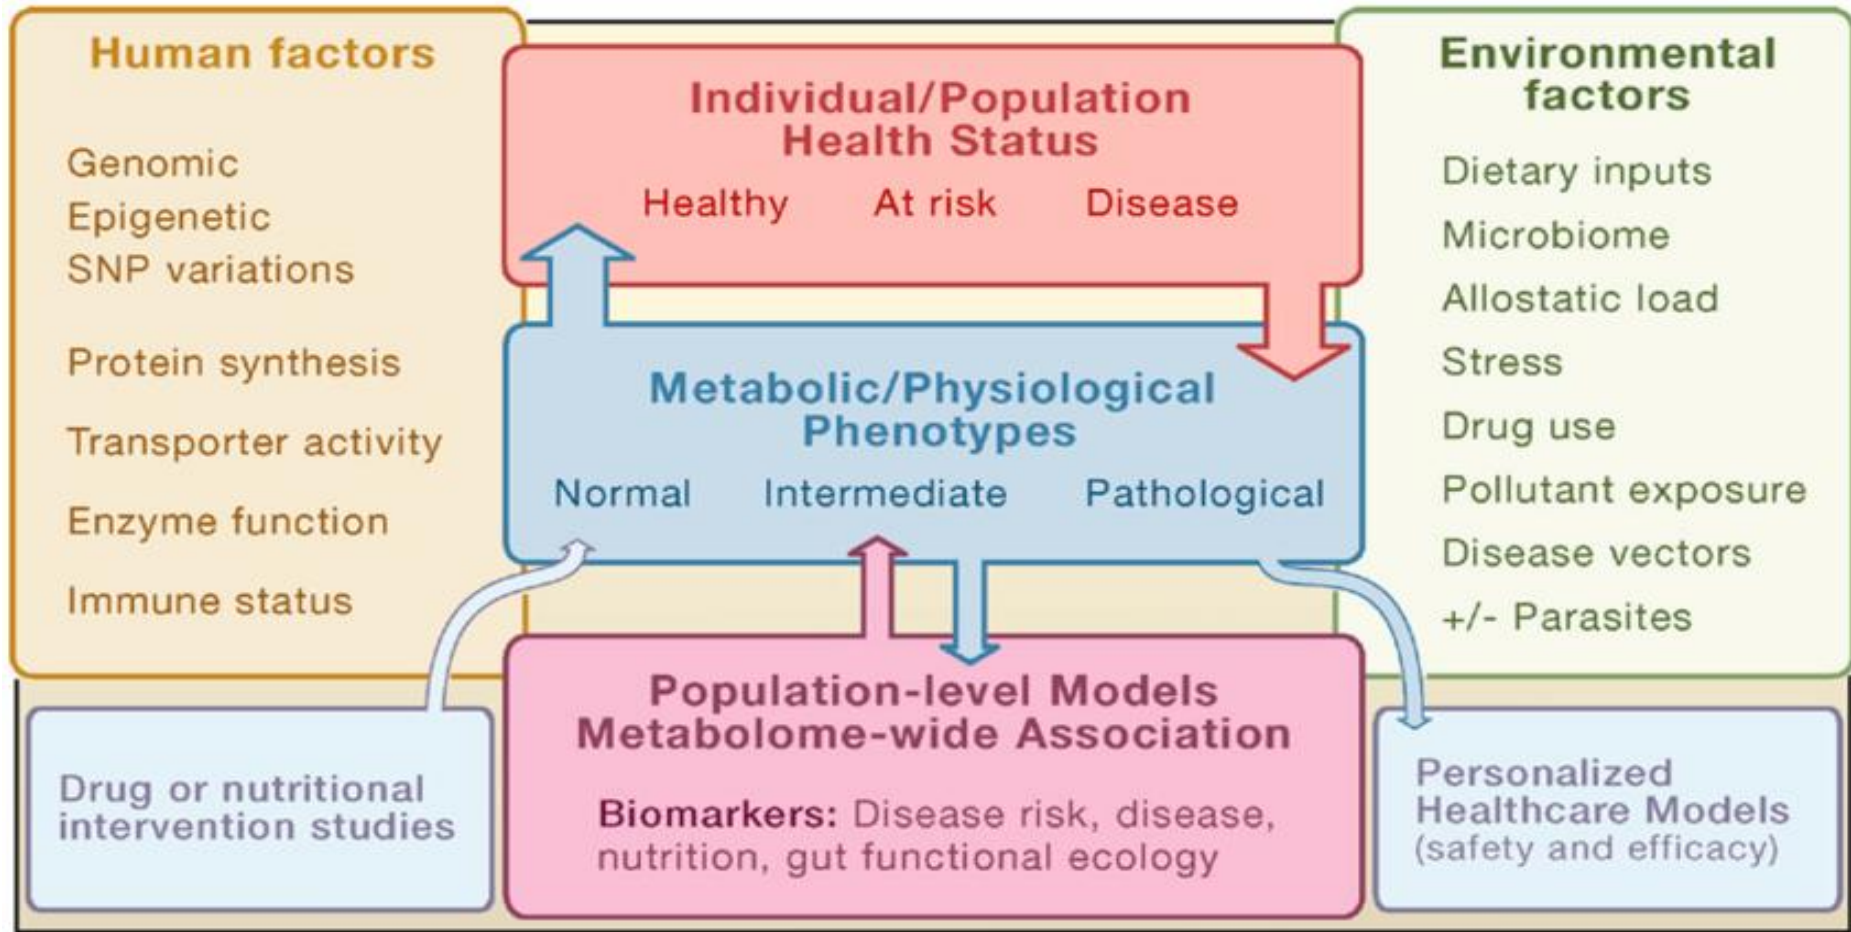 Human factors
Genomic
Epigenetic
SNP variations
Protein synthesis
Transporter activity
Enzyme function
Immune status
Individual/Population
Health Status
Healthy At risk Disease
Metabolic/Physiological
Phenotypes
Normal Intermediate Pathological
Environmental
factors
Dietary inputs
Microbiome
Allostatic load
Stress
Drug use
Pollutant exposure
Disease vectors
+/- Parasites
Drug or nutritional
intervention studies
Population-level Models
Metabolome-wide Association
Biomarkers: Disease risk, disease,
nutrition, gut functional ecology
Personalized
Healthcare Models
(safety and efficacy)